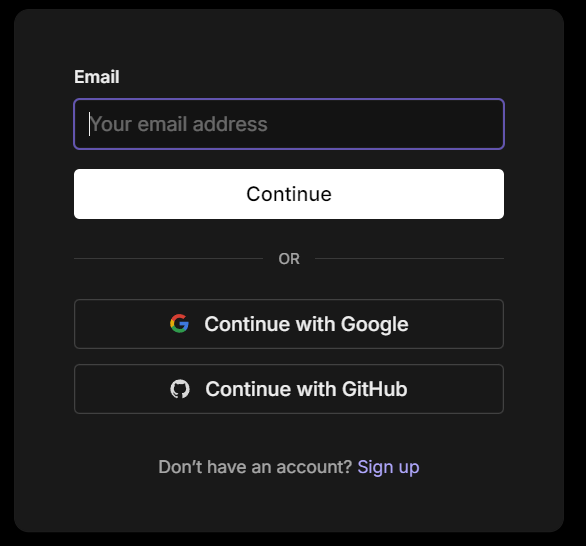 Email
Your email address
Continue
OR
Continue with Google
Continue with GitHub
Don’t have an account? Sign up